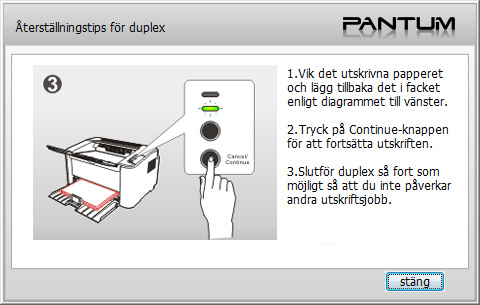 Återställningstips för duplex
PANTUM
3
Cancel/
Continue
1.Vik det utskrivna papperet
och lägg tillbaka det i facket
enligt diagrammet till vänster.
2.Tryck på Continue-knappen
för att fortsätta utskriften.
3.Slutför duplex så fort som
möjligt så att du inte påverkar
andra utskriftsjobb.
stäng